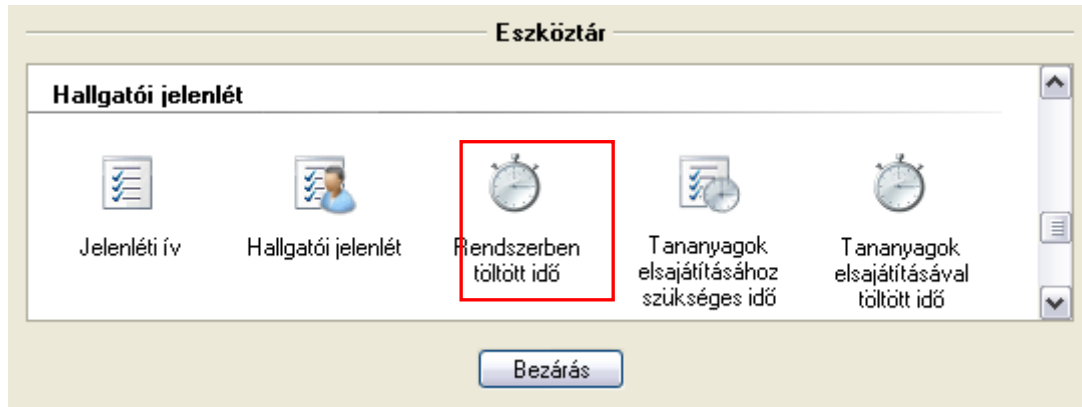 Eszköztár
Hallgatói jelenlét
Jelenléti ív
Hallgatói jelenlét
Rendszerben
töltött idő
Tananyagok
elsajátításához
szükséges idő
Tananyagok
elsajátításával
töltött idő
Bezárás